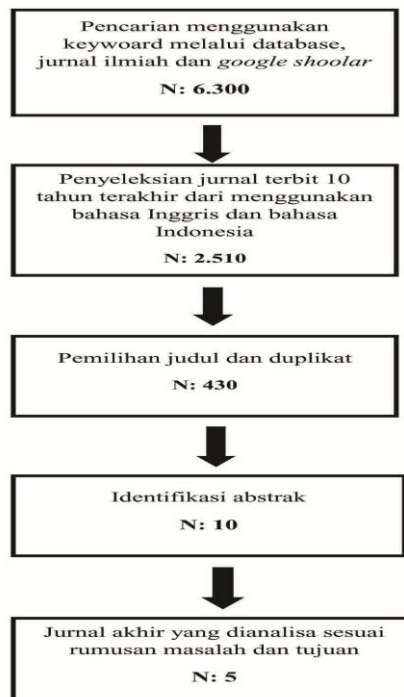 Pencarian menggunakan
keywoard melalui database,
jurnal ilmiah dan google shoolar
N: 6.300
Penyeleksian jurnal terbit 10
tahun terakhir dari menggunakan
bahasa Inggris dan bahasa
Indonesia
N: 2.510
Pemilihan judul dan duplikat
N: 430
Identifikasi abstrak
N: 10
Jurnal akhir yang dianalisa sesuai
rumusan masalah dan tujuan
N: 5